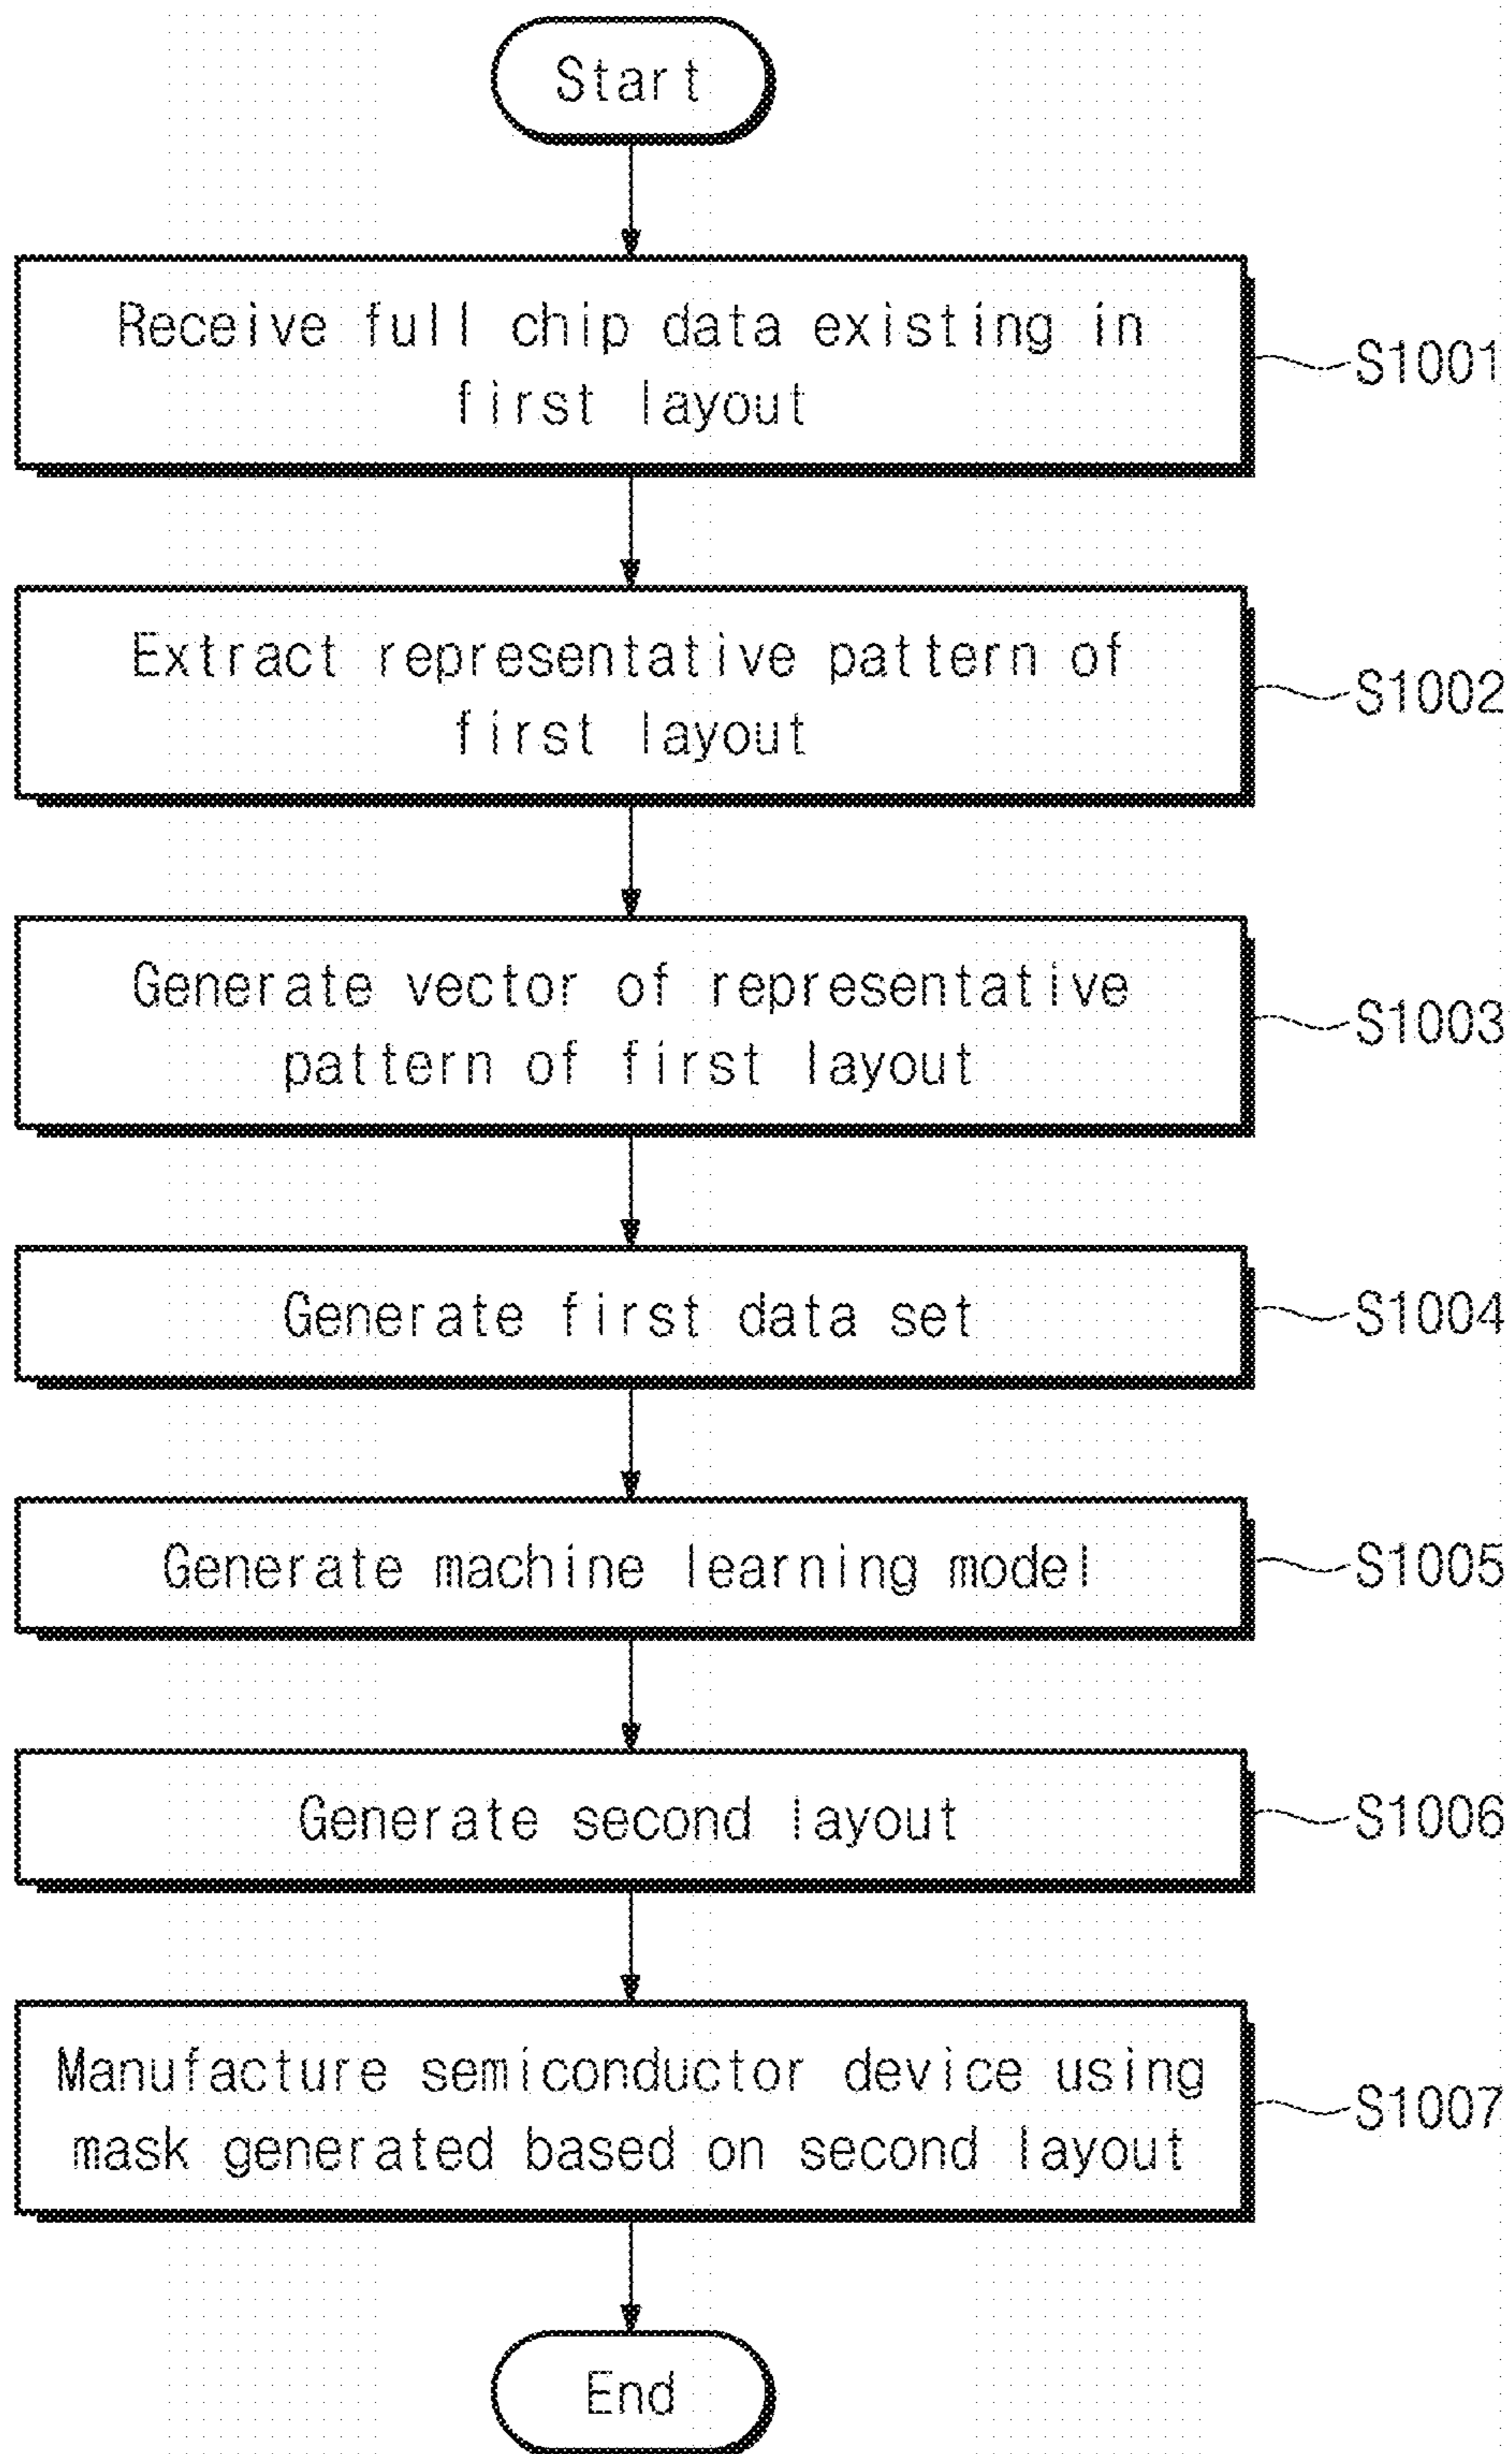 Start
Receive full chip data existing in
first layout
S1001
Extract representative pattern of
first layout
S1002
Generate vector of representative
pattern of first layout
S1003
Generate first data set
S1004
Generate machine learning model
S1005
Generate second layout
S1006
Manufacture semiconductor device using
mask generated based on second layout
S1007
End